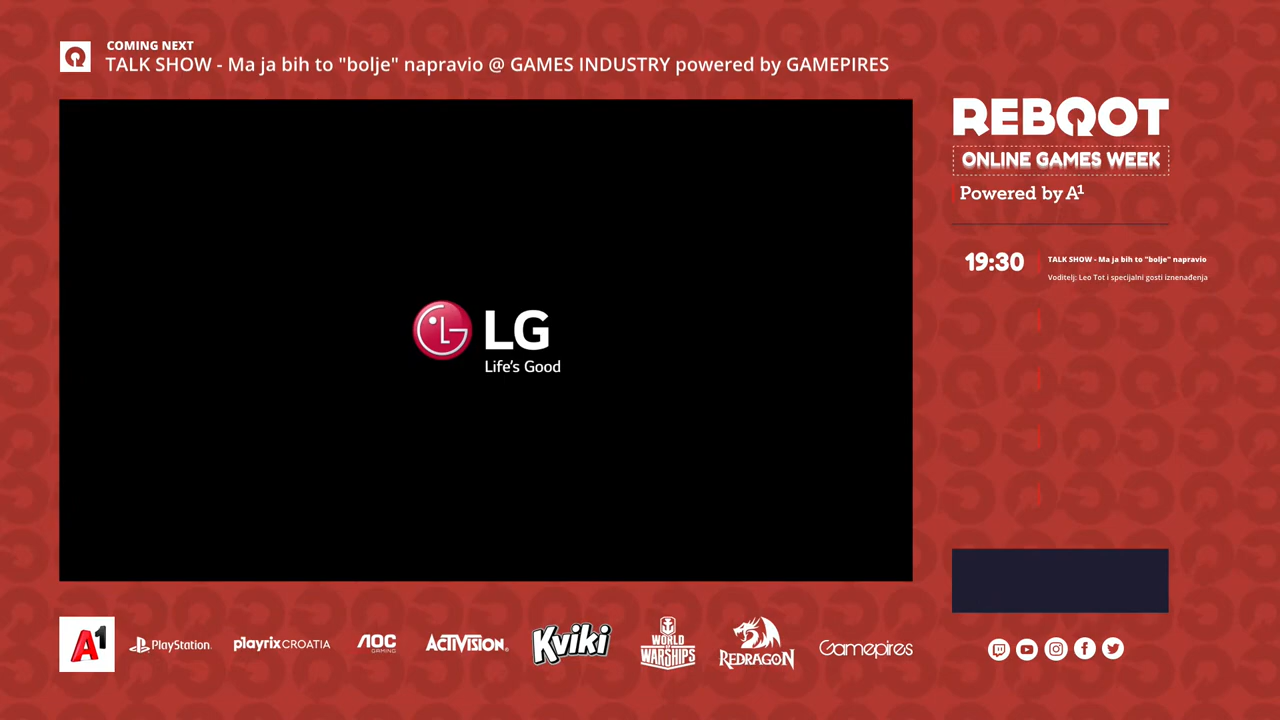 COMING NEXT
TALK SHOW - Ma ja bih to "bolje" napravio @ GAMES INDUSTRY powered by GAMEPIRES
REBOOT
ONLINE GAMES WEEK
Powered by A1
19:30
TALK SHOW - Ma ja bih to "bolje" napravio
Voditelj: Leo Tot i specijalni gosti iznenađenja
LG
Life's Good
A1
PlayStation.
playrix CROATIA
AOC
GAMING
ACTIVISION.
Kviki
WORLD
OF
WARSHIPS
REDRAGON
Gamepires